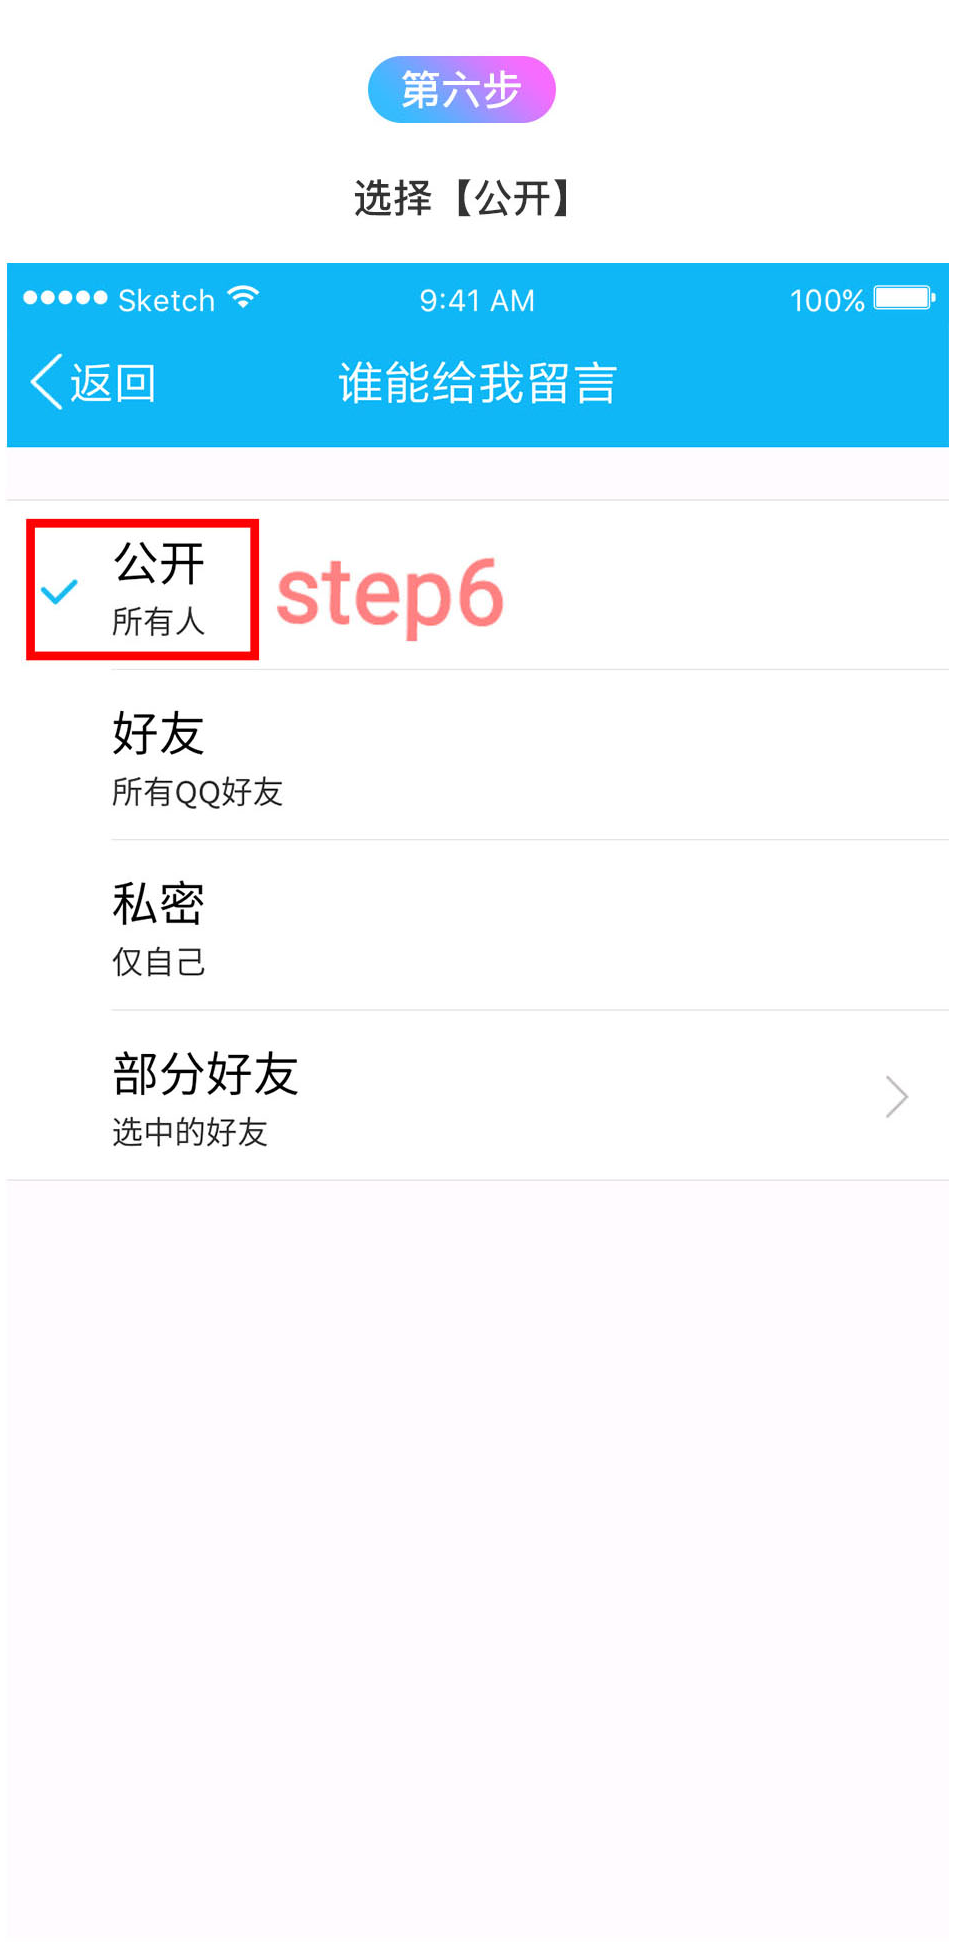 第六步
选择【公开】
Sketch 9:41 AM 100%
返回 谁能给我留言
公开
所有人
step6
好友
所有QQ好友
私密
仅自己
部分好友
选中的好友